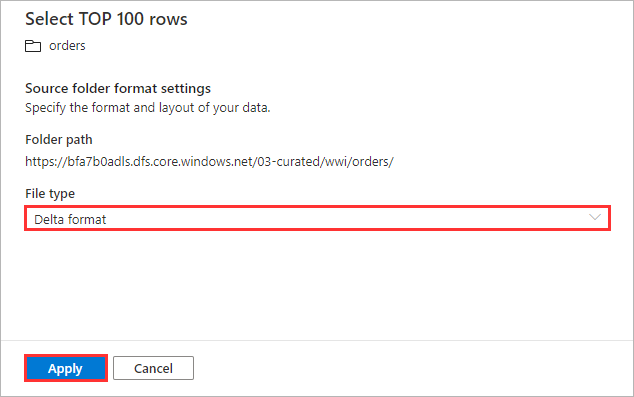 Select TOP 100 rows
orders
Source folder format settings
Specify the format and layout of your data.
Folder path
https://bfa7b0adls.dfs.core.windows.net/03-curated/wwi/orders/
File type
Delta format
Apply Cancel